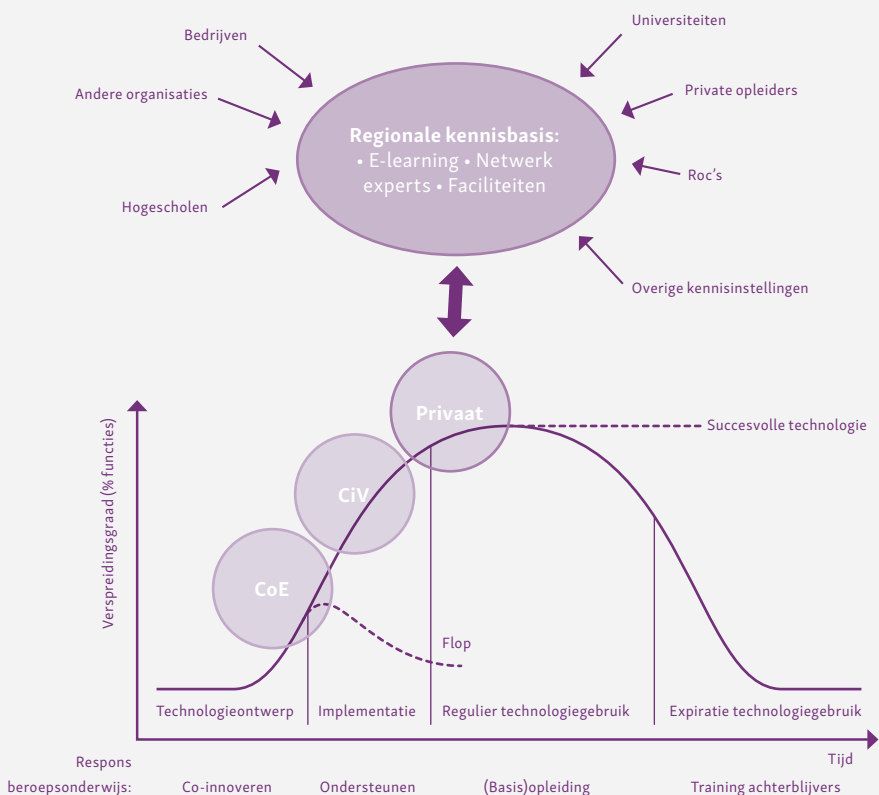 Bedrijven
Universiteiten
Andere organisaties
Private opleiders
Regionale kennisbasis:
• E-learning • Netwerk
experts • Faciliteiten
Roc's
Hogescholen
Overige kennisinstellingen
Privaat
Succesvolle technologie
CiV
CoE
Verspreidingsgraad (% functies)
Flop
Technologieontwerp
Implementatie
Regulier technologiegebruik
Expiratie technologiegebruik
Tijd
Respons
beroepsonderwijs:
Co-innoveren
Ondersteunen
(Basis)opleiding
Training achterblijvers